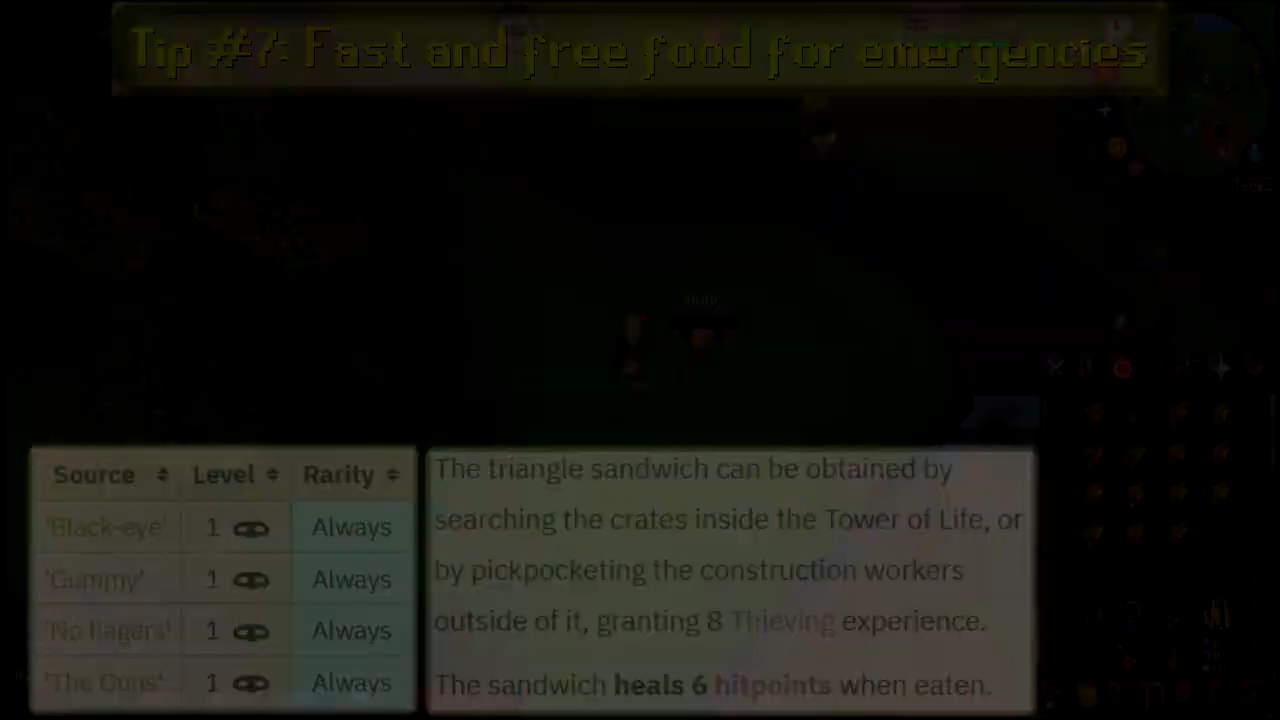 Tip #7: Fast and free food for emergencies
Source Level Rarity
'Black-eye' 1 Always
'Gummy' 1 Always
'No fingers' 1 Always
'The Guns' 1 Always
The triangle sandwich can be obtained by
searching the crates inside the Tower of Life, or
by pickpocketing the construction workers
outside of it, granting 8 Thieving experience.
The sandwich heals 6 hitpoints when eaten.